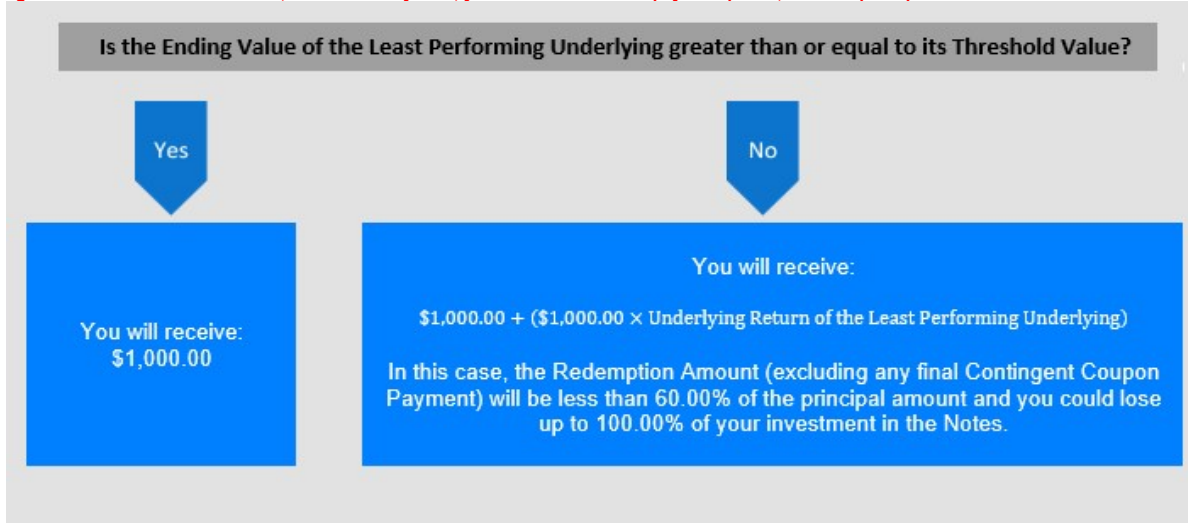 Is the Ending Value of the Least Performing Underlying greater than or equal to its Threshold Value?
Yes
No
You will receive:
$1,000.00
You will receive:
$1,000.00 + ($1,000.00 × Underlying Return of the Least Performing Underlying)
In this case, the Redemption Amount (excluding any final Contingent Coupon
Payment) will be less than 60.00% of the principal amount and you could lose
up to 100.00% of your investment in the Notes.